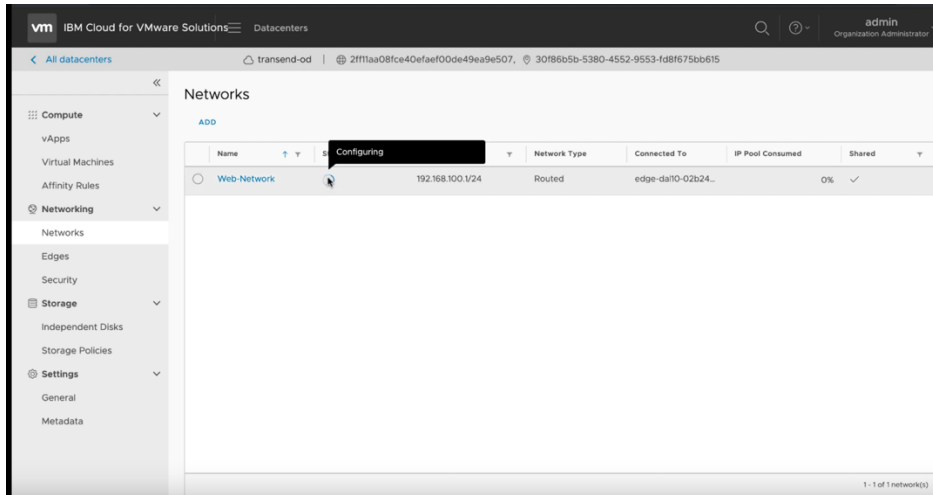 vm IBM Cloud for VMware Solutions Datacenters admin
Organization Administrator
All datacenters transend-od | 2ff11aa08fce40efaef00de49ea9e507, 30f86b5b-5380-4552-9553-fd8f675bb615
Networks
ADD
Compute
vApps
Virtual Machines
Affinity Rules
Networking
Networks
Edges
Security
Storage
Independent Disks
Storage Policies
Settings
General
Metadata
Configuring
Name Network Type Connected To IP Pool Consumed Shared
Web-Network 192.168.100.1/24 Routed edge-dal10-02b24... 0%
1 - 1 of 1 network(s)